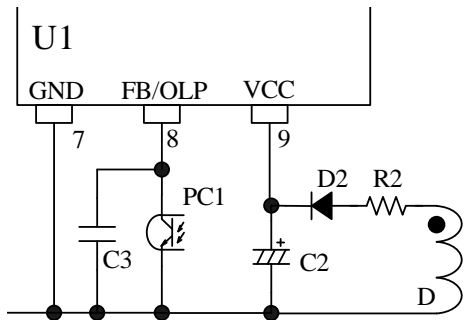 U1
GND FB/OLP VCC
7 8 9
D2 R2
PC1
C3 C2
D